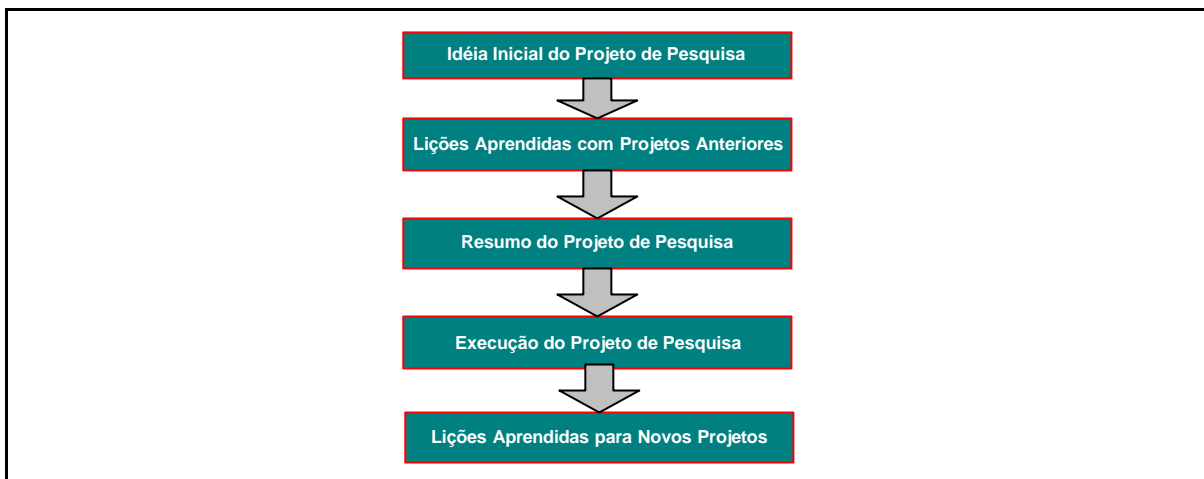 Idéia Inicial do Projeto de Pesquisa
Lições Aprendidas com Projetos Anteriores
Resumo do Projeto de Pesquisa
Execução do Projeto de Pesquisa
Lições Aprendidas para Novos Projetos